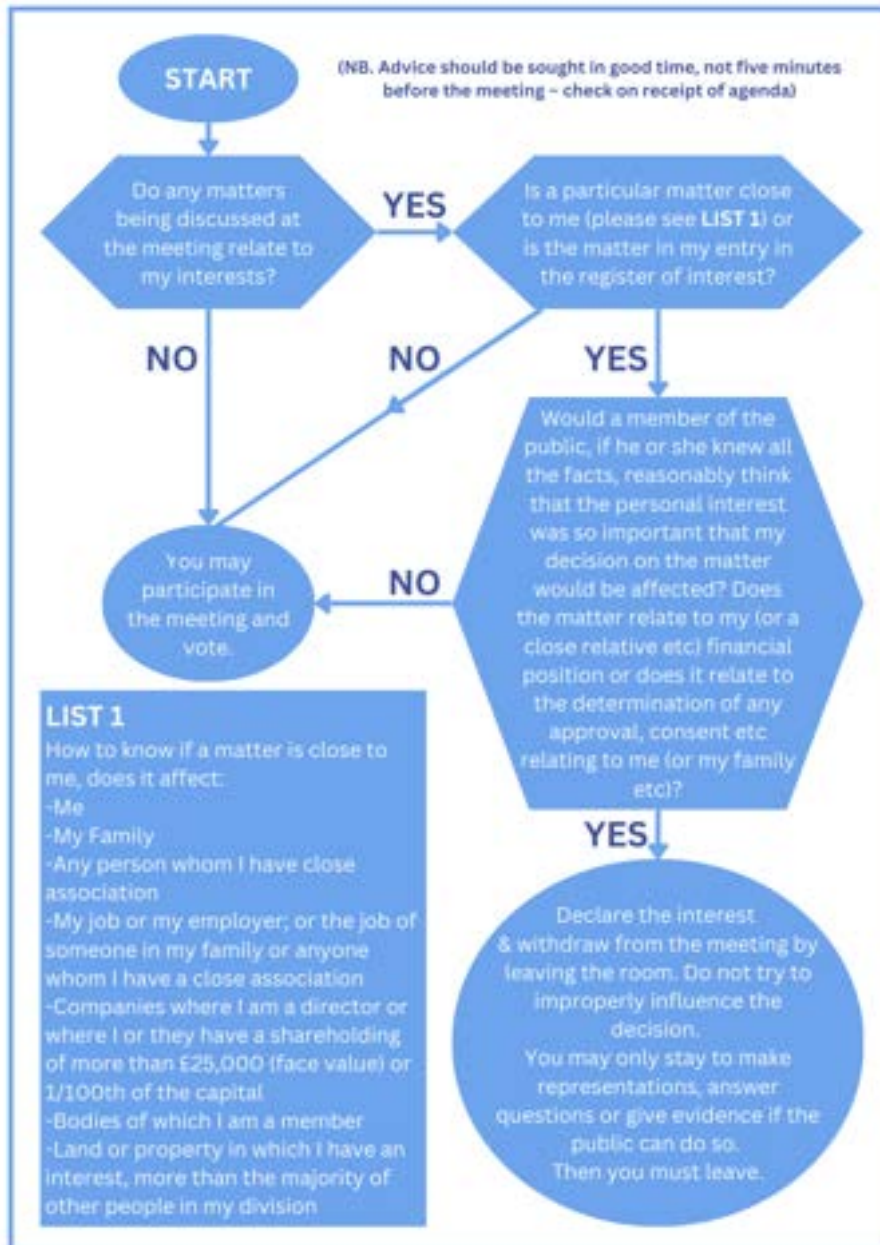 START
(NB. Advice should be sought in good time, not five minutes
before the meeting – check on receipt of agenda)
Do any matters
being discussed at
the meeting relate to
my interests?
YES
Is a particular matter close
to me (please see LIST 1) or
is the matter in my entry in
the register of interest?
NO
NO
YES
Would a member of the
public, if he or she knew all
the facts, reasonably think
that the personal interest
was so important that my
decision on the matter
would be affected? Does
the matter relate to my (or a
close relative etc) financial
position or does it relate to
the determination of any
approval, consent etc
relating to me (or my family
etc)?
NO
You may
participate in
the meeting and
vote.
LIST 1
How to know if a matter is close to
me, does it affect:
-Me
-My Family
-Any person whom I have close
association
-My job or my employer; or the job of
someone in my family or anyone
whom I have a close association
-Companies where I am a director or
where I or they have a shareholding
of more than £25,000 (face value) or
1/100th of the capital
-Bodies of which I am a member
-Land or property in which I have an
interest, more than the majority of
other people in my division
YES
Declare the interest
& withdraw from the meeting by
leaving the room. Do not try to
improperly influence the
decision.
You may only stay to make
representations, answer
questions or give evidence if the
public can do so.
Then you must leave.